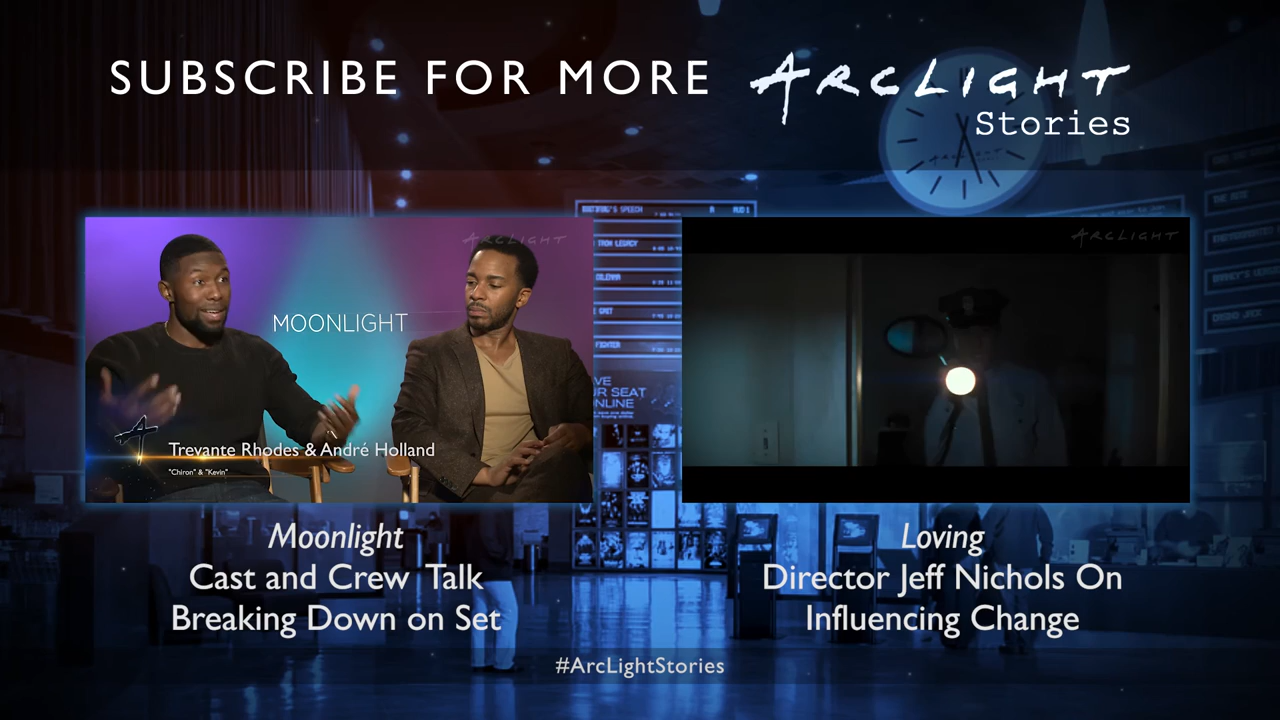 SUBSCRIBE FOR MORE ARCLIGHT
Stories
ARCLIGHT
ARCLIGHT
MOONLIGHT
Trevante Rhodes & André Holland
"Chiron" & "Kevin"
Moonlight
Cast and Crew Talk
Breaking Down on Set
Loving
Director Jeff Nichols On
Influencing Change
#ArcLightStories